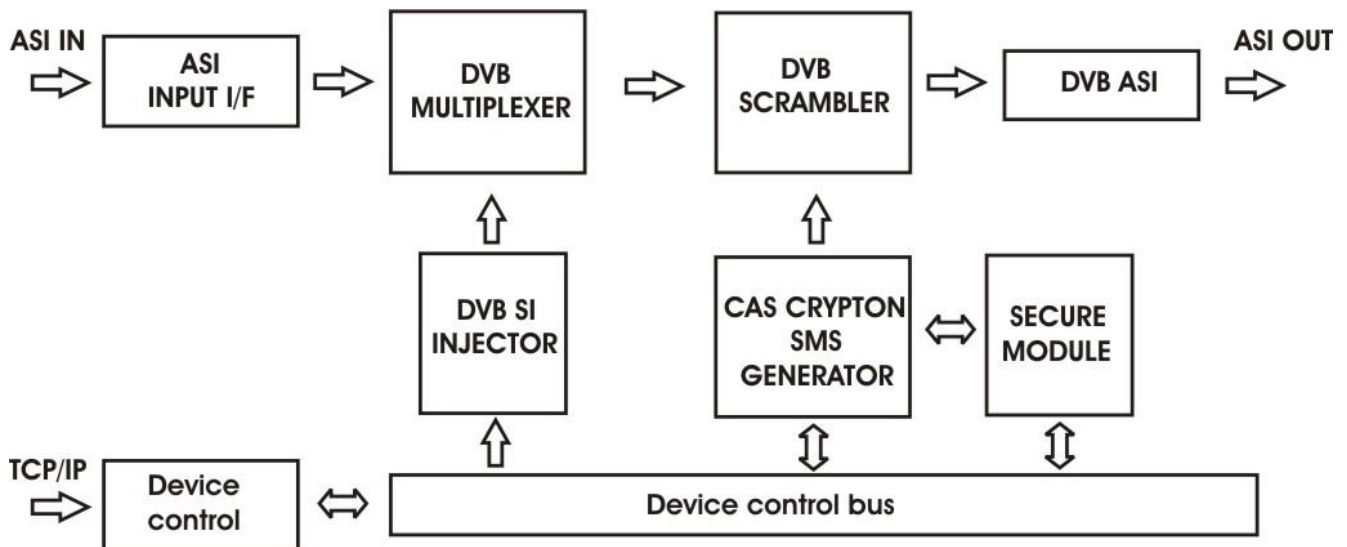 ASI IN
ASI
INPUT I/F
DVB
MULTIPLEXER
DVB
SCRAMBLER
DVB ASI
ASI OUT
DVB SI
INJECTOR
CAS CRYPTON
SMS
GENERATOR
SECURE
MODULE
TCP/IP
Device
control
Device control bus